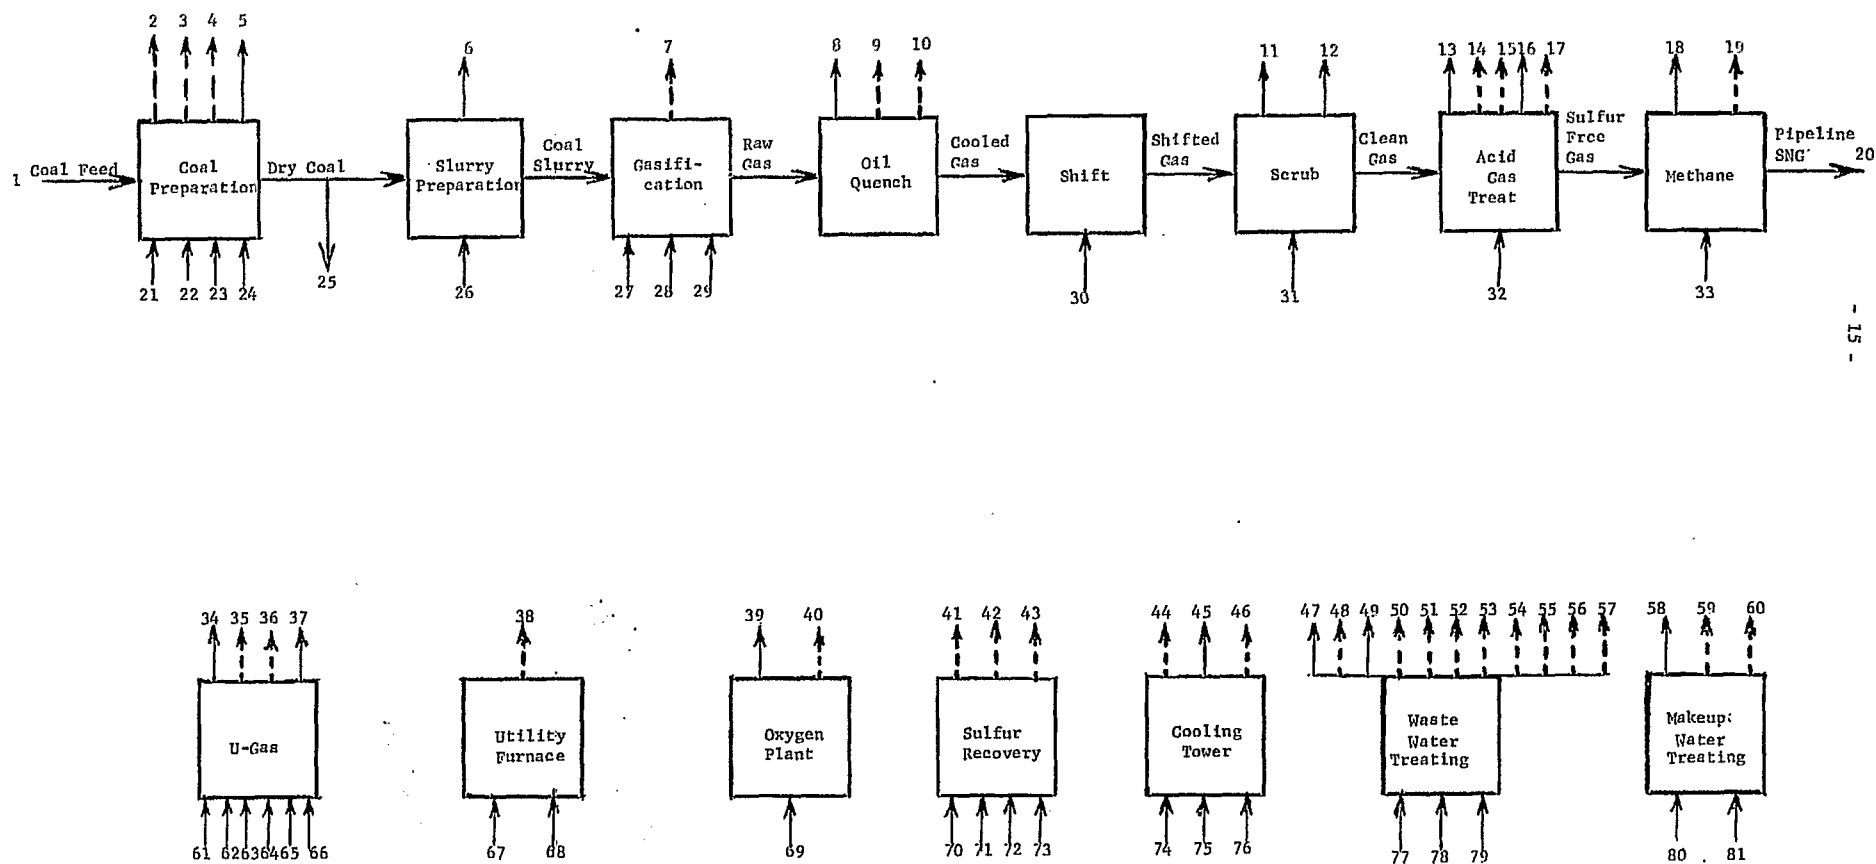 2 3 4 5
6
7
8 9 10
11 12
13 14 15 16 17
18 19
1 Coal Feed
Coal
Preparation
Dry Coal
Slurry
Preparation
Coal
Slurry
Gasifi-
cation
Raw
Gas
Oil
Quench
Cooled
Gas
Shift
Shifted
Gas
Scrub
Clean
Gas
Acid
Gas
Treat
Sulfur
Free
Gas
Methane
Pipeline
SNG
20
21 22 23 24
25
26
27 28 29
30
31
32
33
- 15 -
34 35 36 37
38
39 40
41 42 43
44 45 46
47 48 49 50 51 52 53 54 55 56 57
58 59 60
U-Gas
Utility
Furnace
Oxygen
Plant
Sulfur
Recovery
Cooling
Tower
Waste
Water
Treating
Makeup:
Water
Treating
61 62 63 64 65 66
67 68
69
70 71 72 73
74 75 76
77 78 79
80 81